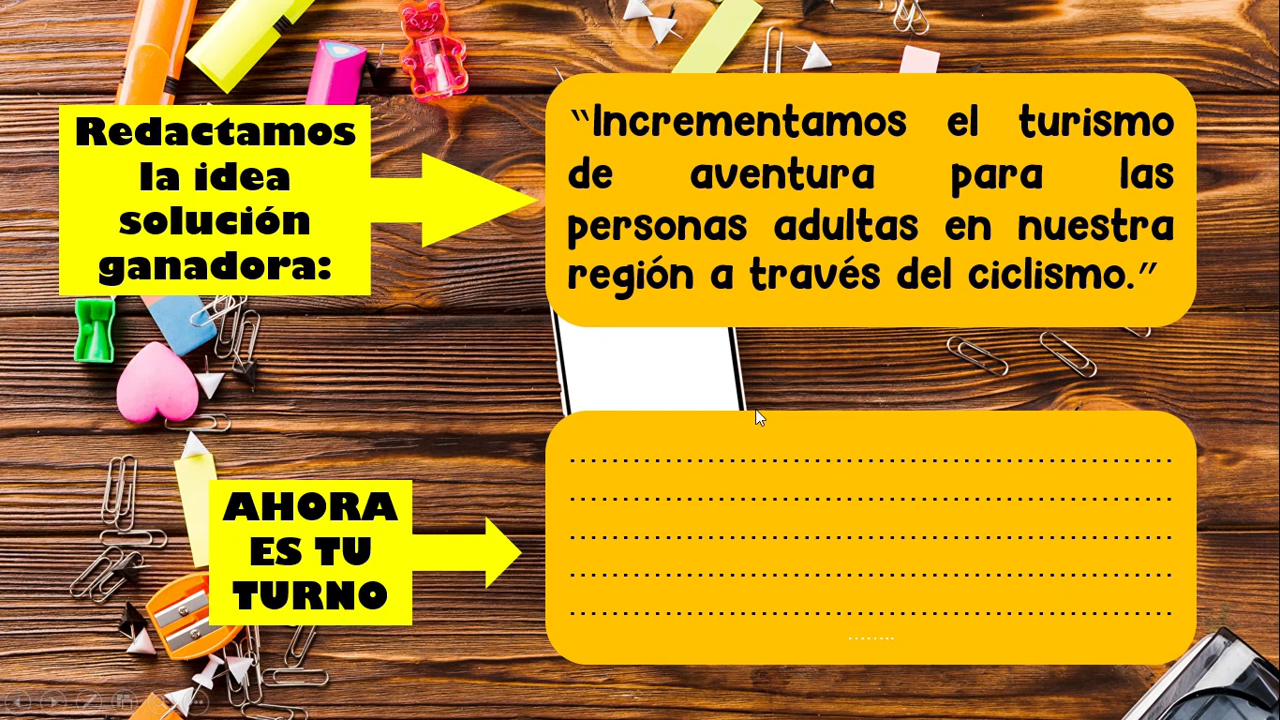 Redactamos
la idea
solución
ganadora:
“Incrementamos el turismo
de aventura para las
personas adultas en nuestra
región a través del ciclismo.”
AHORA
ES TU
TURNO